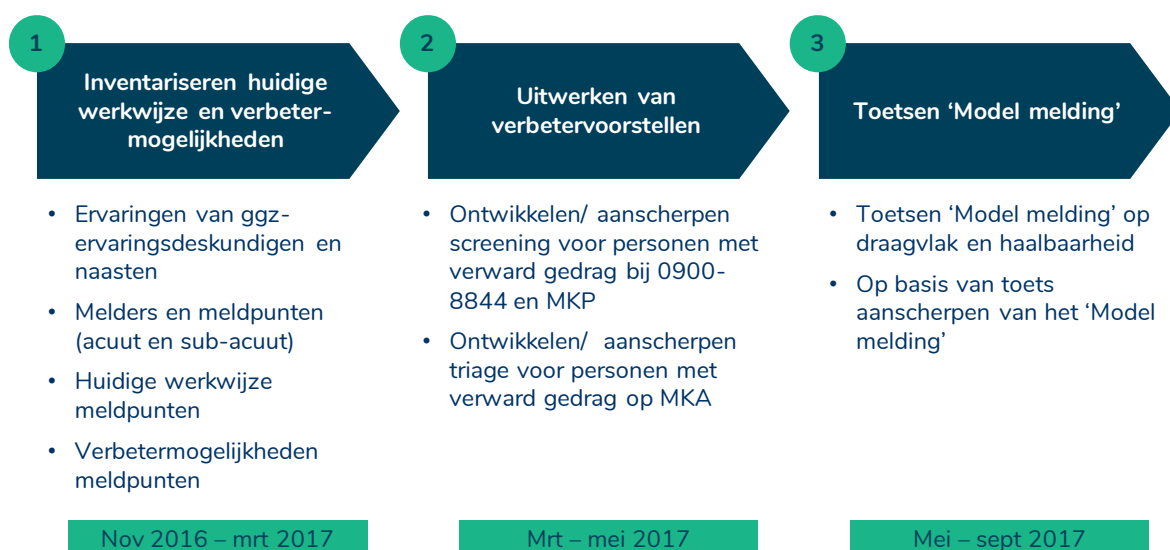 1
Inventariseren huidige
werkwijze en verbeter-
mogelijkheden
• Ervaringen van ggz-
ervaringsdeskundigen en
naasten
• Melders en meldpunten
(acuut en sub-acuut)
• Huidige werkwijze
meldpunten
• Verbetermogelijkheden
meldpunten
Nov 2016 – mrt 2017
2
Uitwerken van
verbetervoorstellen
• Ontwikkelen/ aanscherpen
screening voor personen met
verward gedrag bij 0900-
8844 en MKP
• Ontwikkelen/ aanscherpen
triage voor personen met
verward gedrag op MKA
Mrt – mei 2017
3
Toetsen ‘Model melding’
• Toetsen ‘Model melding’ op
draagvlak en haalbaarheid
• Op basis van toets
aanscherpen van het ‘Model
melding’
Mei – sept 2017